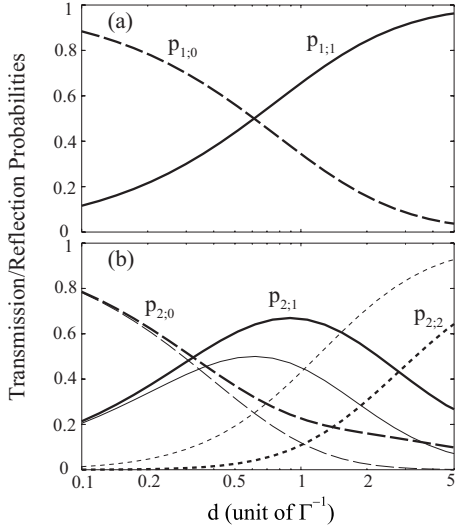 (a)
p1;0
p1;1
1
0.8
0.6
0.4
0.2
0
Transmission/Reflection Probabilities
(b)
p2;0
p2;1
p2;2
1
0.8
0.6
0.4
0.2
0
0.1 0.2 0.5 1 2 5
d (unit of Γ⁻¹)